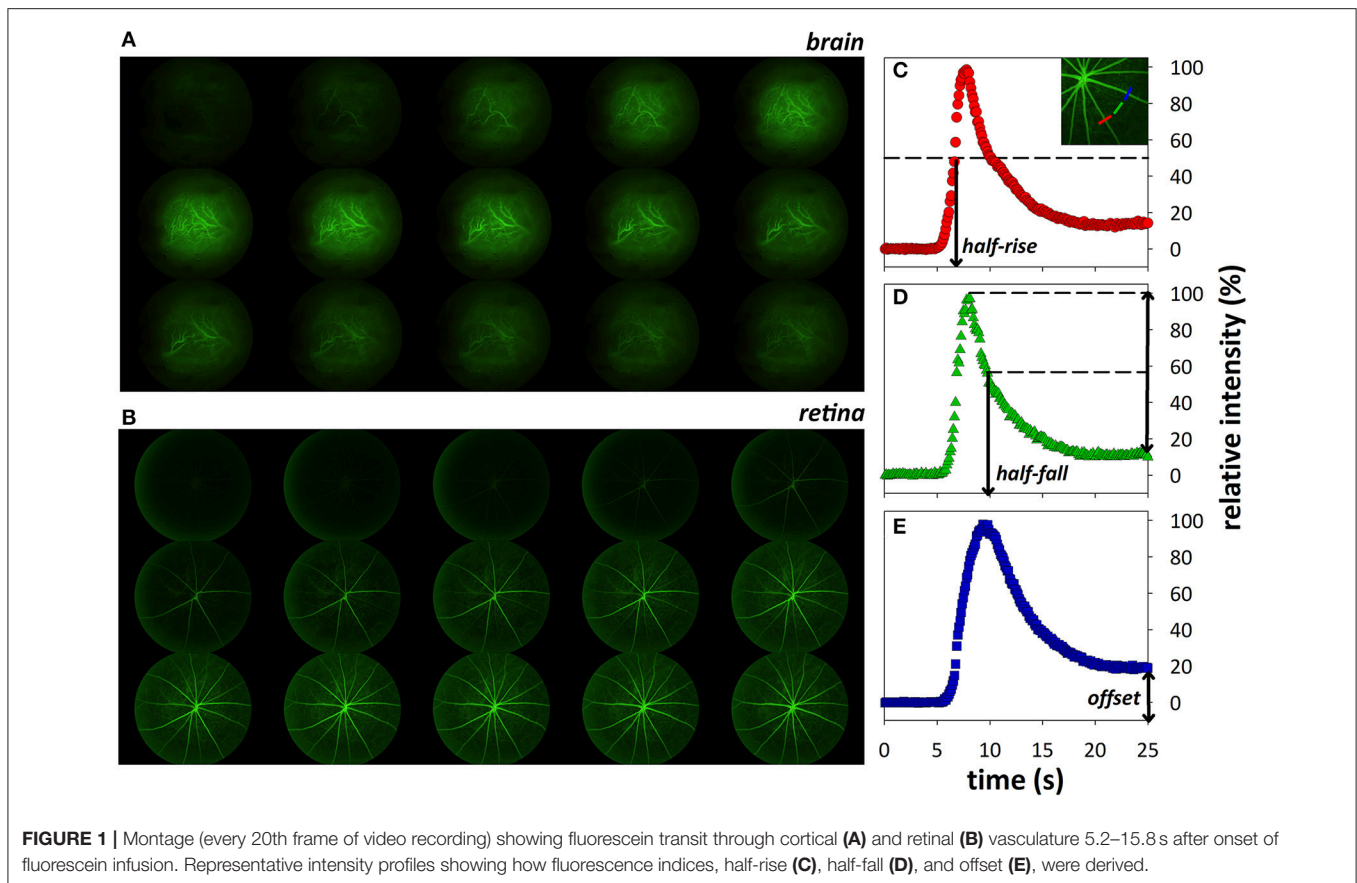 A
brain
B
retina
C
100
80
60
40
20
0
half-rise
D
100
80
60
40
20
0
half-fall
E
100
80
60
40
20
0
offset
0 5 10 15 20 25
time (s)
relative intensity (%)
FIGURE 1 | Montage (every 20th frame of video recording) showing fluorescein transit through cortical (A) and retinal (B) vasculature 5.2–15.8 s after onset of
fluorescein infusion. Representative intensity profiles showing how fluorescence indices, half-rise (C), half-fall (D), and offset (E), were derived.